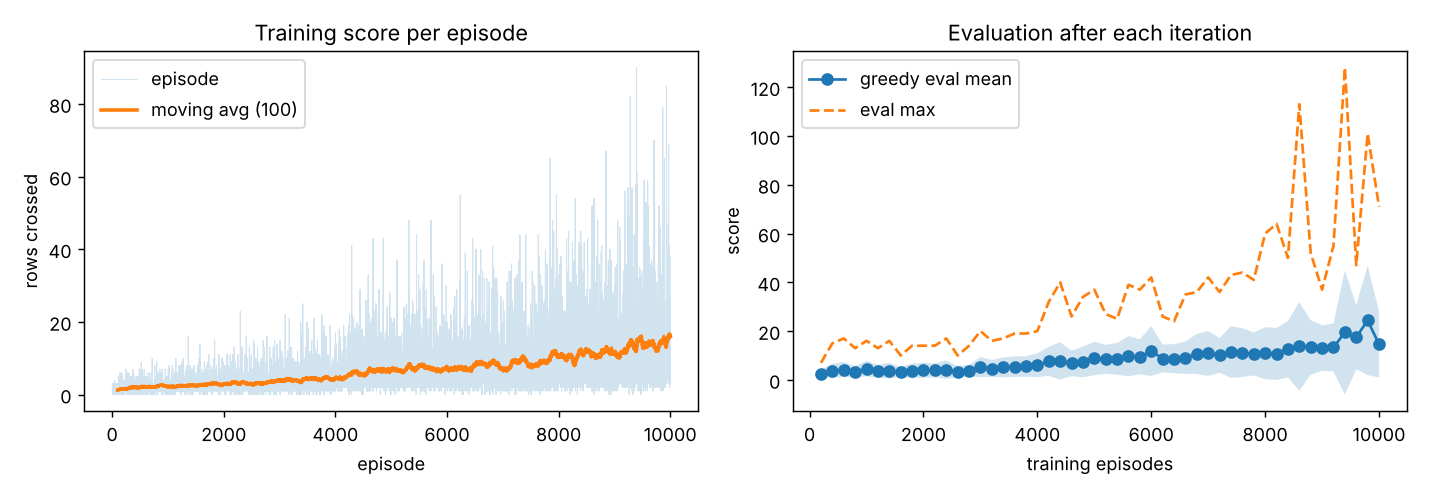 Training score per episode
episode
moving avg (100)
rows crossed
80
60
40
20
0
0 2000 4000 6000 8000 10000
episode
Evaluation after each iteration
greedy eval mean
eval max
score
120
100
80
60
40
20
0
0 2000 4000 6000 8000 10000
training episodes